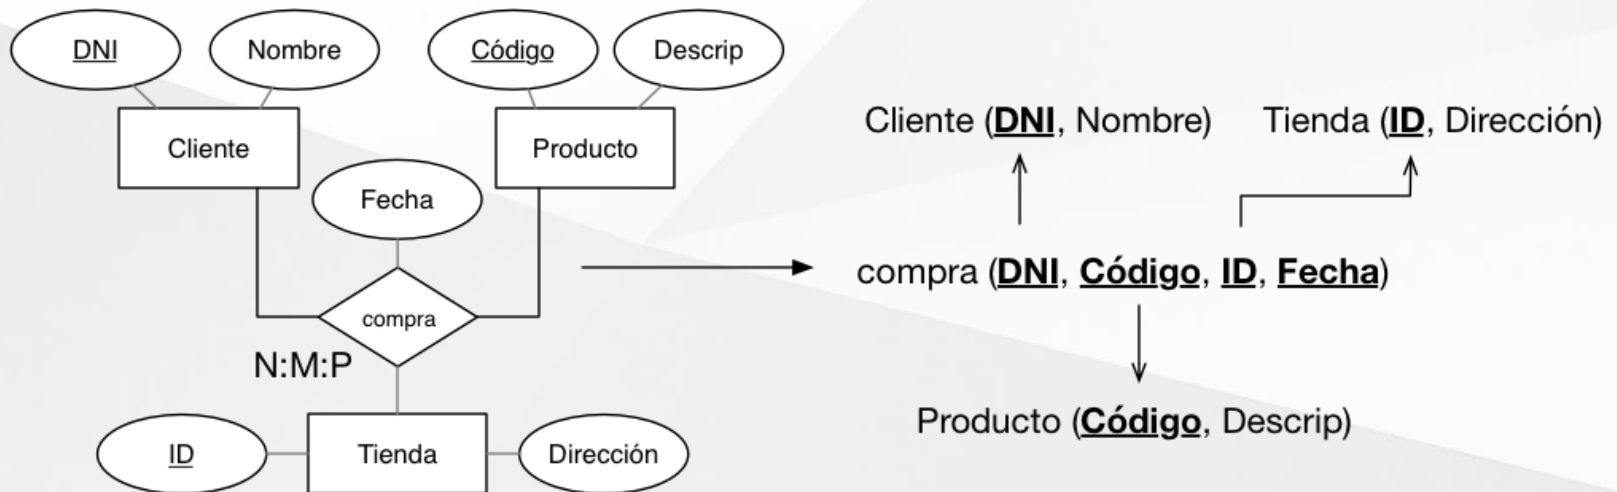 DNI
Nombre
Código
Descrip
Cliente
Producto
Fecha
compra
N:M:P
ID
Tienda
Dirección
Cliente (DNI, Nombre)
Tienda (ID, Dirección)
compra (DNI, Código, ID, Fecha)
Producto (Código, Descrip)